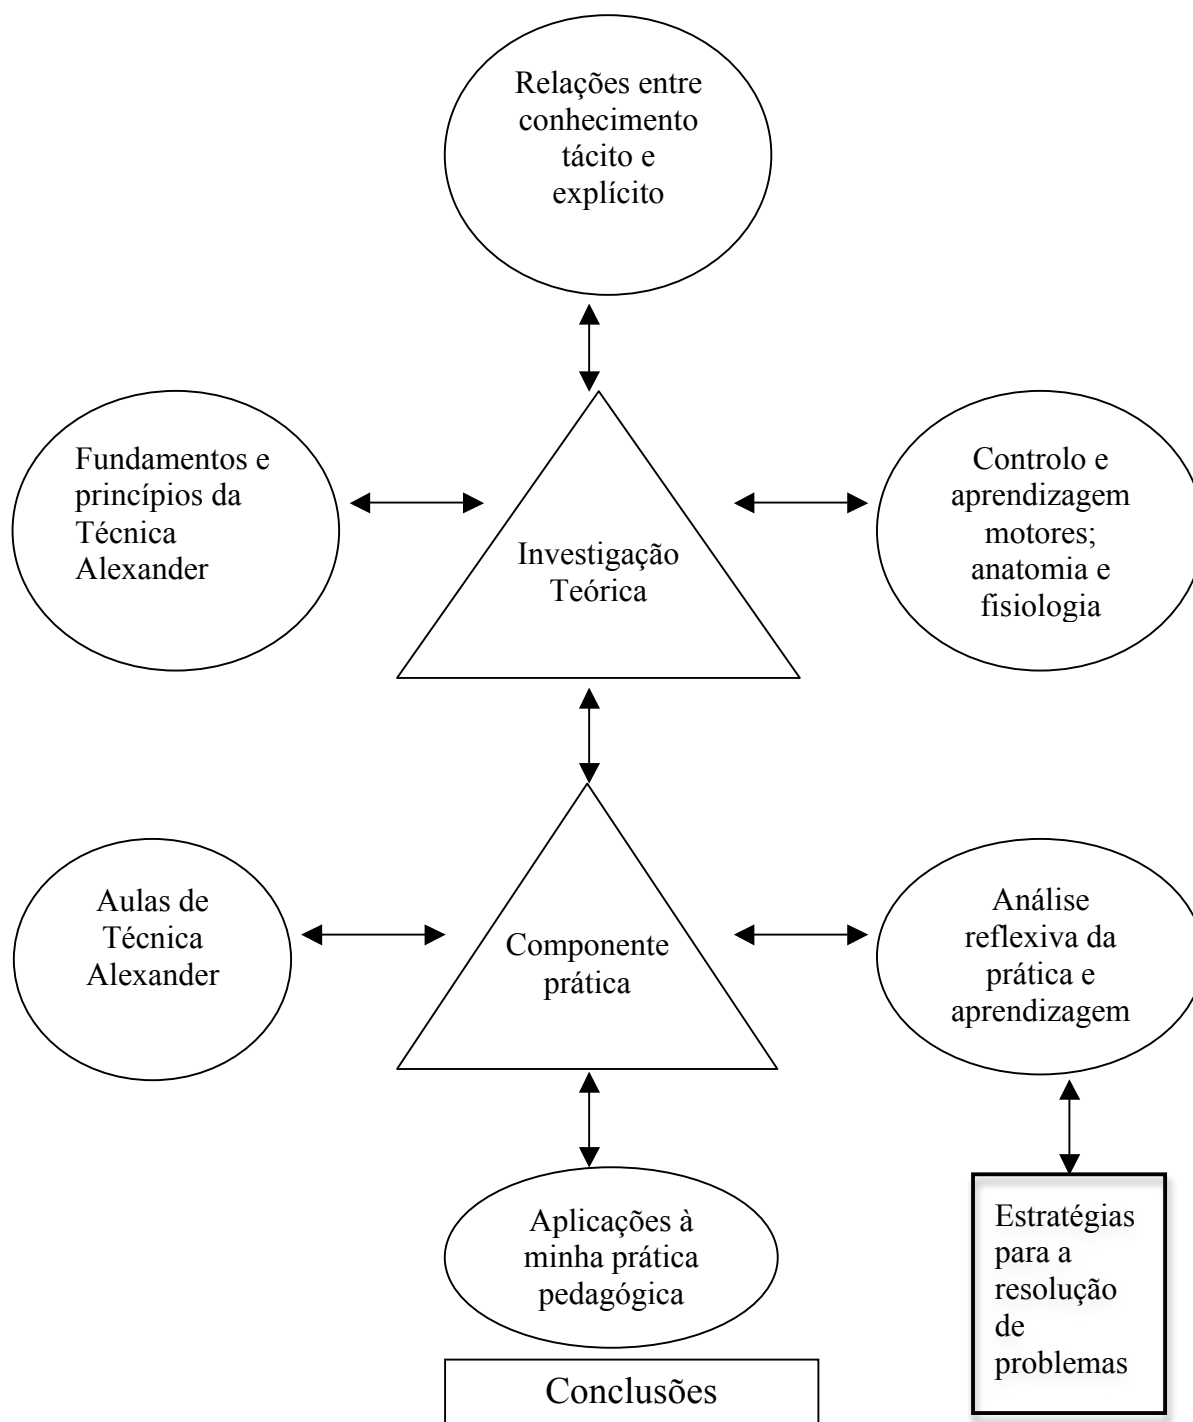 Relações entre
conhecimento
tácito e
explícito
Fundamentos e
princípios da
Técnica
Alexander
Investigação
Teórica
Controlo e
aprendizagem
motores;
anatomia e
fisiologia
Aulas de
Técnica
Alexander
Componente
prática
Análise
reflexiva da
prática e
aprendizagem
Aplicações à
minha prática
pedagógica
Estratégias
para a
resolução
de
problemas
Conclusões